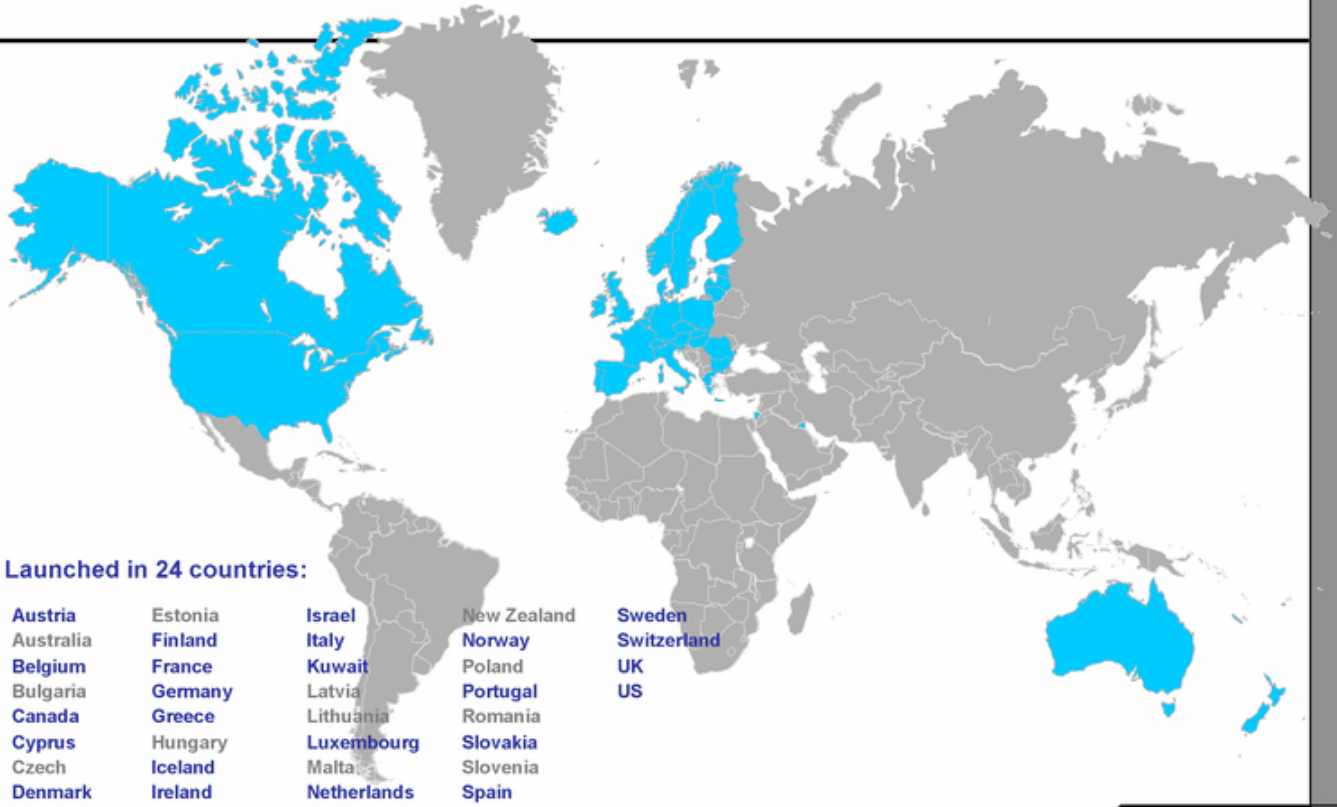 Launched in 24 countries:
Austria Estonia Israel New Zealand Sweden
Australia Finland Italy Norway Switzerland
Belgium France Kuwait Poland UK
Bulgaria Germany Latvia Portugal US
Canada Greece Lithuania Romania
Cyprus Hungary Luxembourg Slovakia
Czech Iceland Malta Slovenia
Denmark Ireland Netherlands Spain